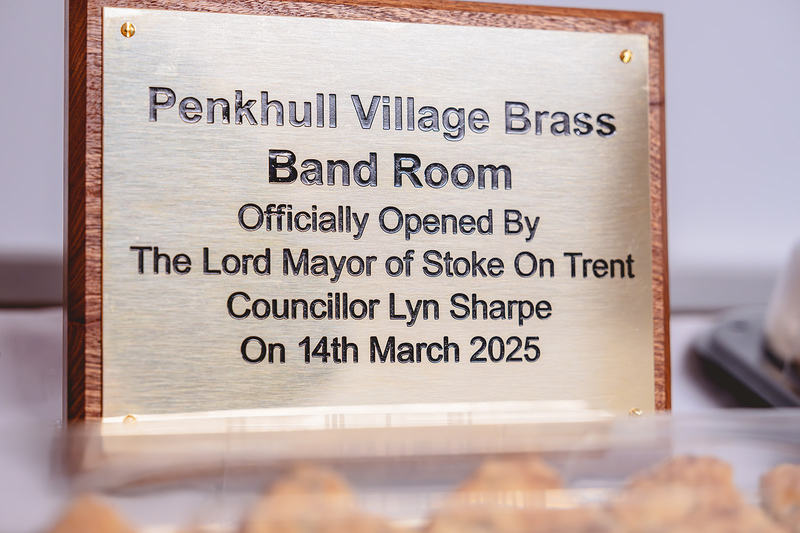 Penkhull Village Brass
Band Room
Officially Opened By
The Lord Mayor of Stoke On Trent
Councillor Lyn Sharpe
On 14th March 2025